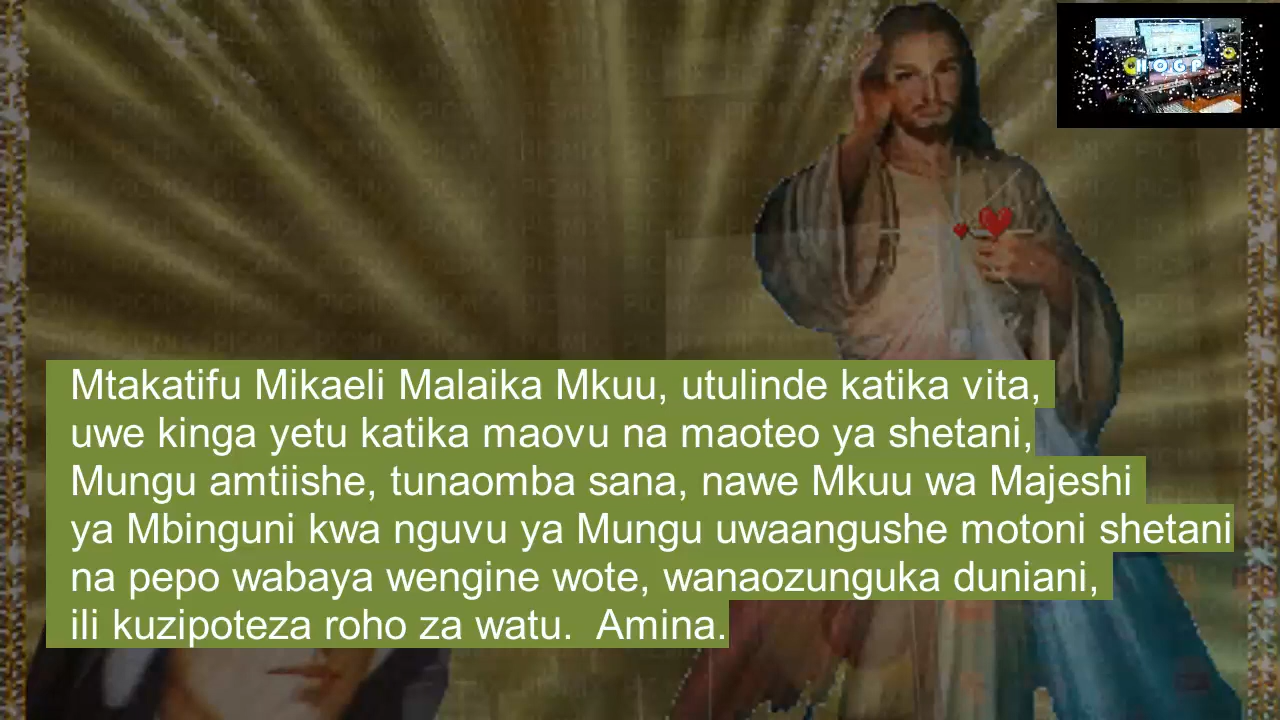 HOGP
Mtakatifu Mikaeli Malaika Mkuu, utulinde katika vita,
uwe kinga yetu katika maovu na maoteo ya shetani,
Mungu amtiishe, tunaomba sana, nawe Mkuu wa Majeshi
ya Mbinguni kwa nguvu ya Mungu uwaangushe motoni shetani
na pepo wabaya wengine wote, wanaozunguka duniani,
ili kuzipoteza roho za watu.  Amina.